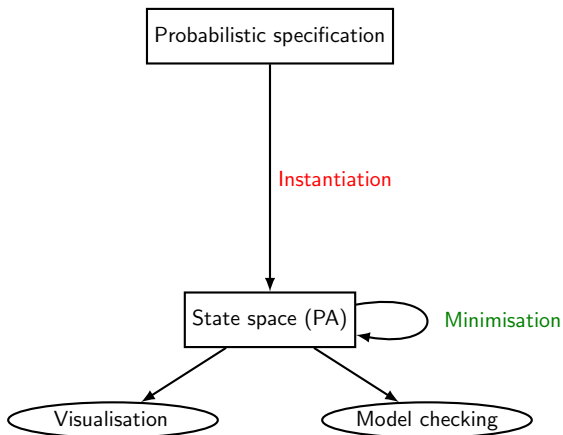 Probabilistic specification
Instantiation
State space (PA)
Minimisation
Visualisation
Model checking